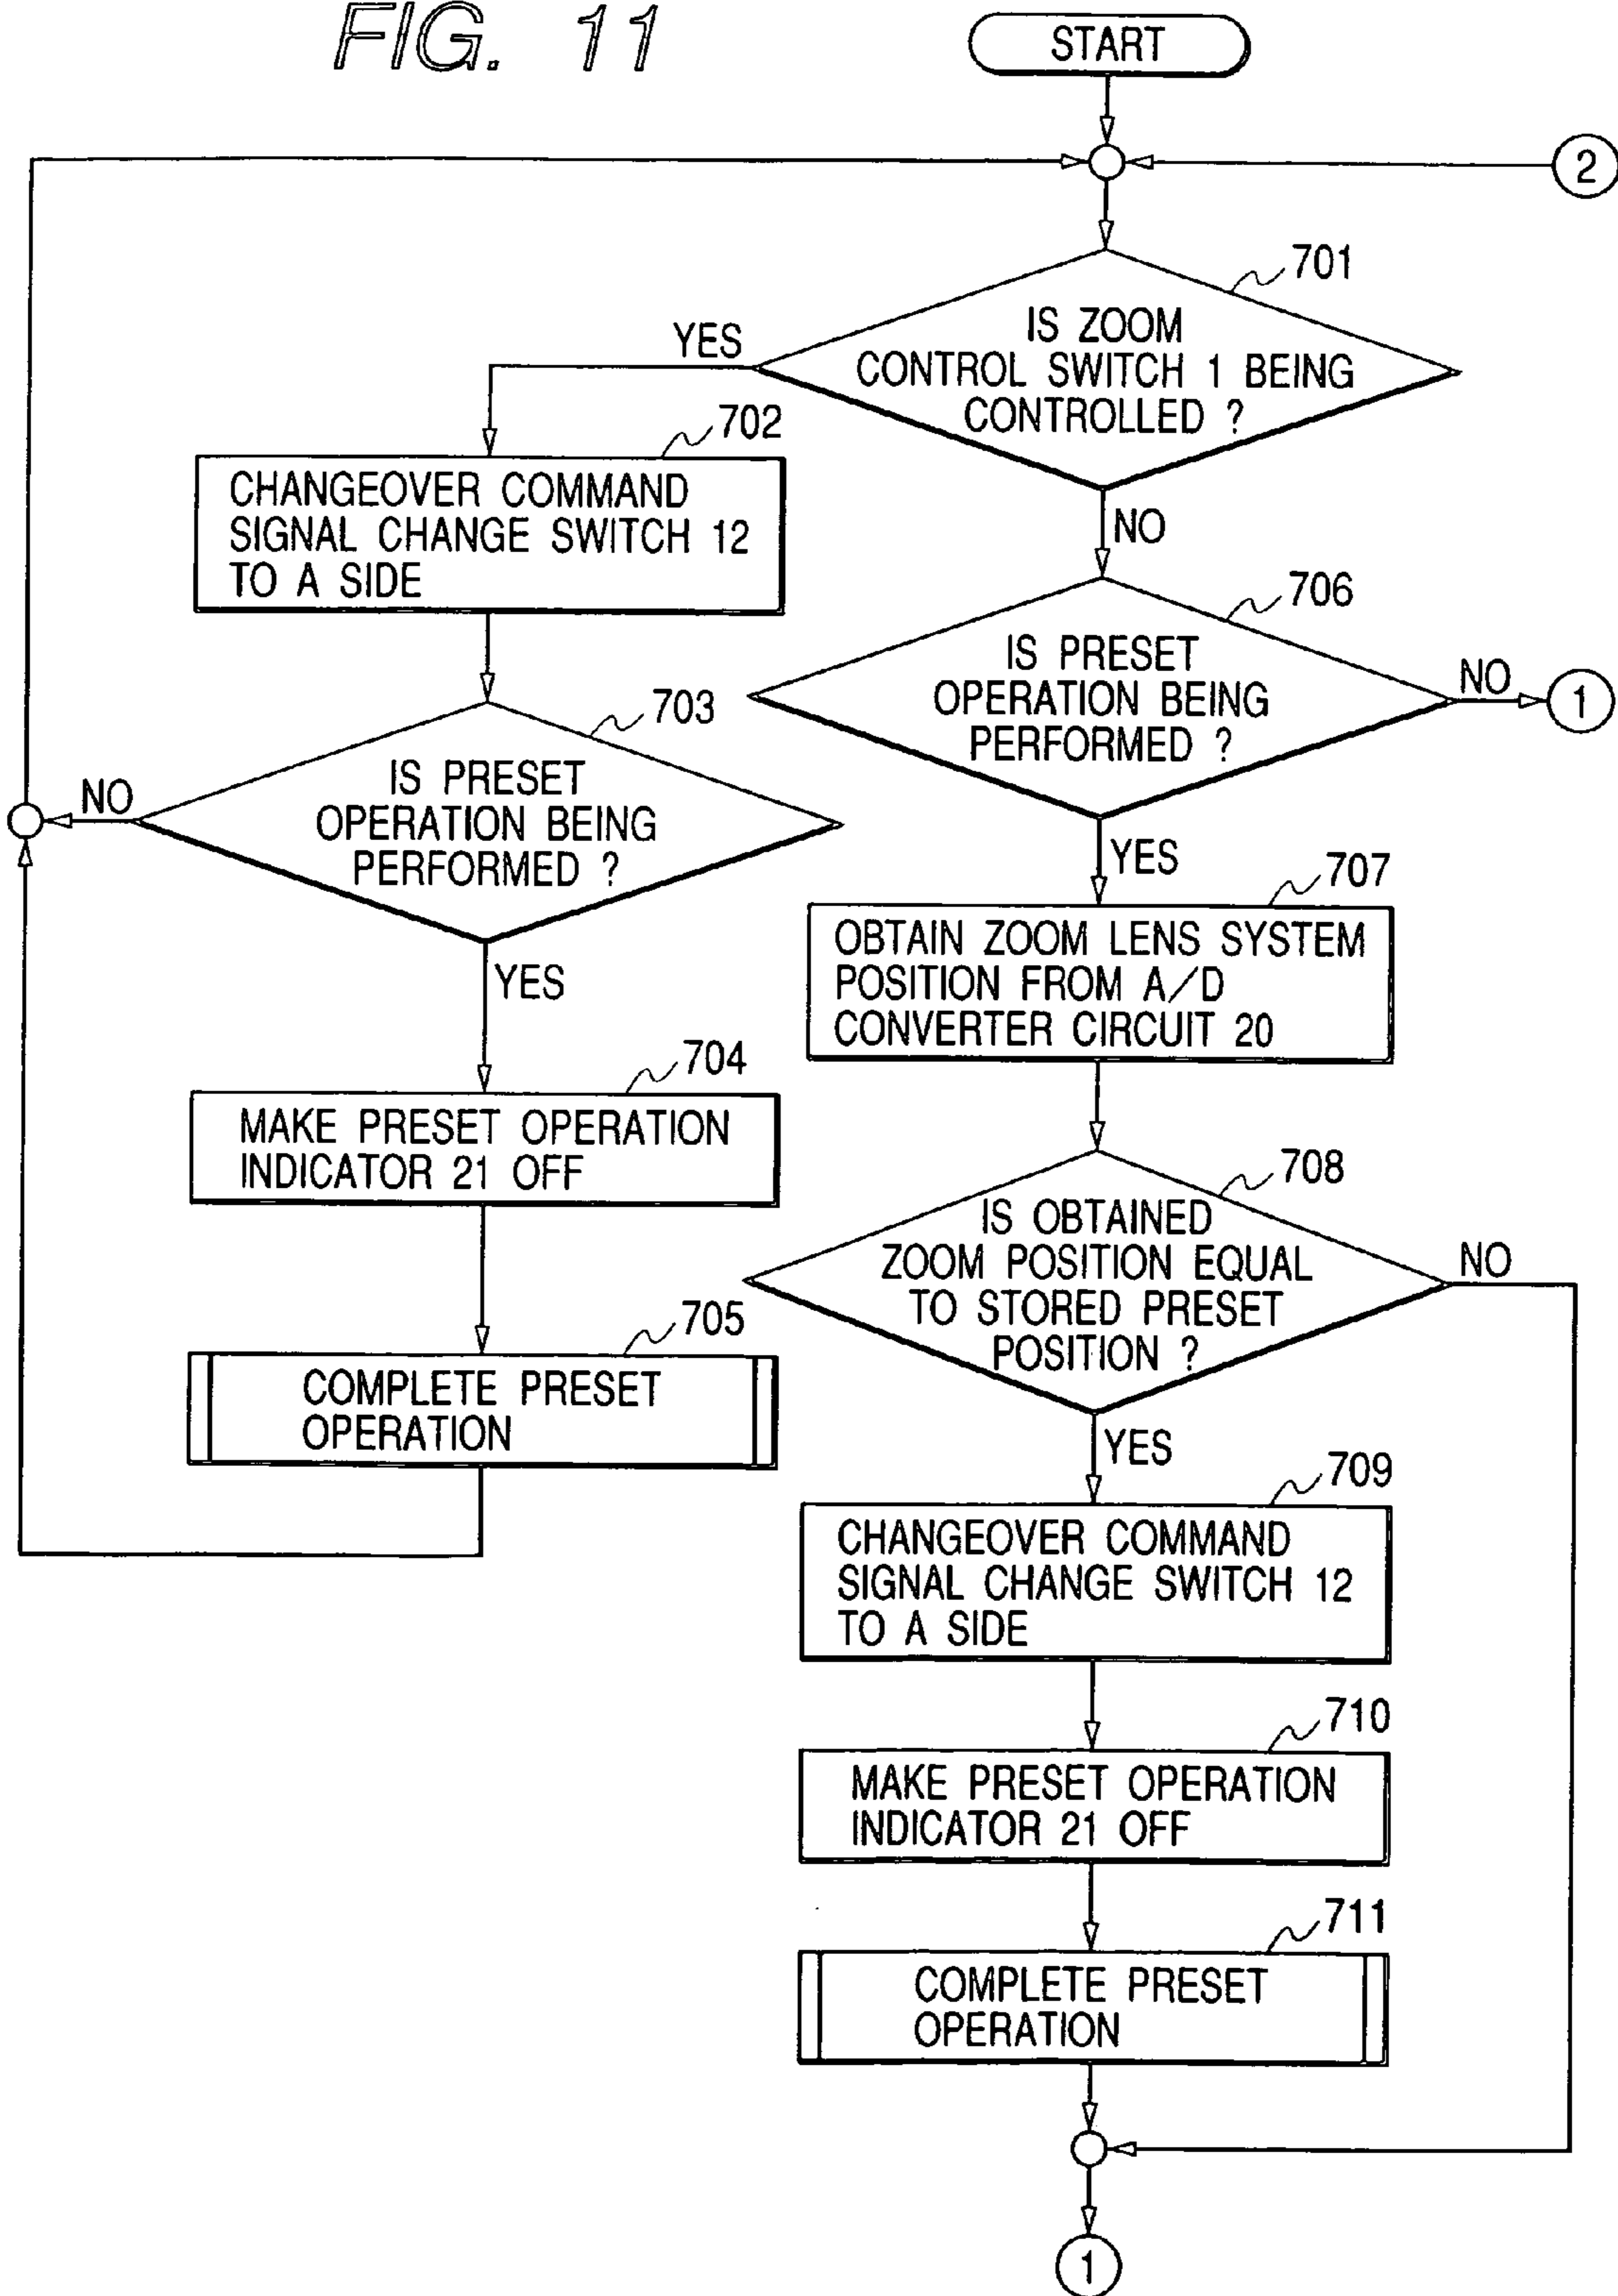 FIG. 11
START
2
701
IS ZOOM
CONTROL SWITCH 1 BEING
CONTROLLED ?
YES
NO
702
CHANGEOVER COMMAND
SIGNAL CHANGE SWITCH 12
TO A SIDE
703
IS PRESET
OPERATION BEING
PERFORMED ?
NO
YES
704
MAKE PRESET OPERATION
INDICATOR 21 OFF
705
COMPLETE PRESET
OPERATION
706
IS PRESET
OPERATION BEING
PERFORMED ?
NO
1
YES
707
OBTAIN ZOOM LENS SYSTEM
POSITION FROM A/D
CONVERTER CIRCUIT 20
708
IS OBTAINED
ZOOM POSITION EQUAL
TO STORED PRESET
POSITION ?
NO
YES
709
CHANGEOVER COMMAND
SIGNAL CHANGE SWITCH 12
TO A SIDE
710
MAKE PRESET OPERATION
INDICATOR 21 OFF
711
COMPLETE PRESET
OPERATION
1